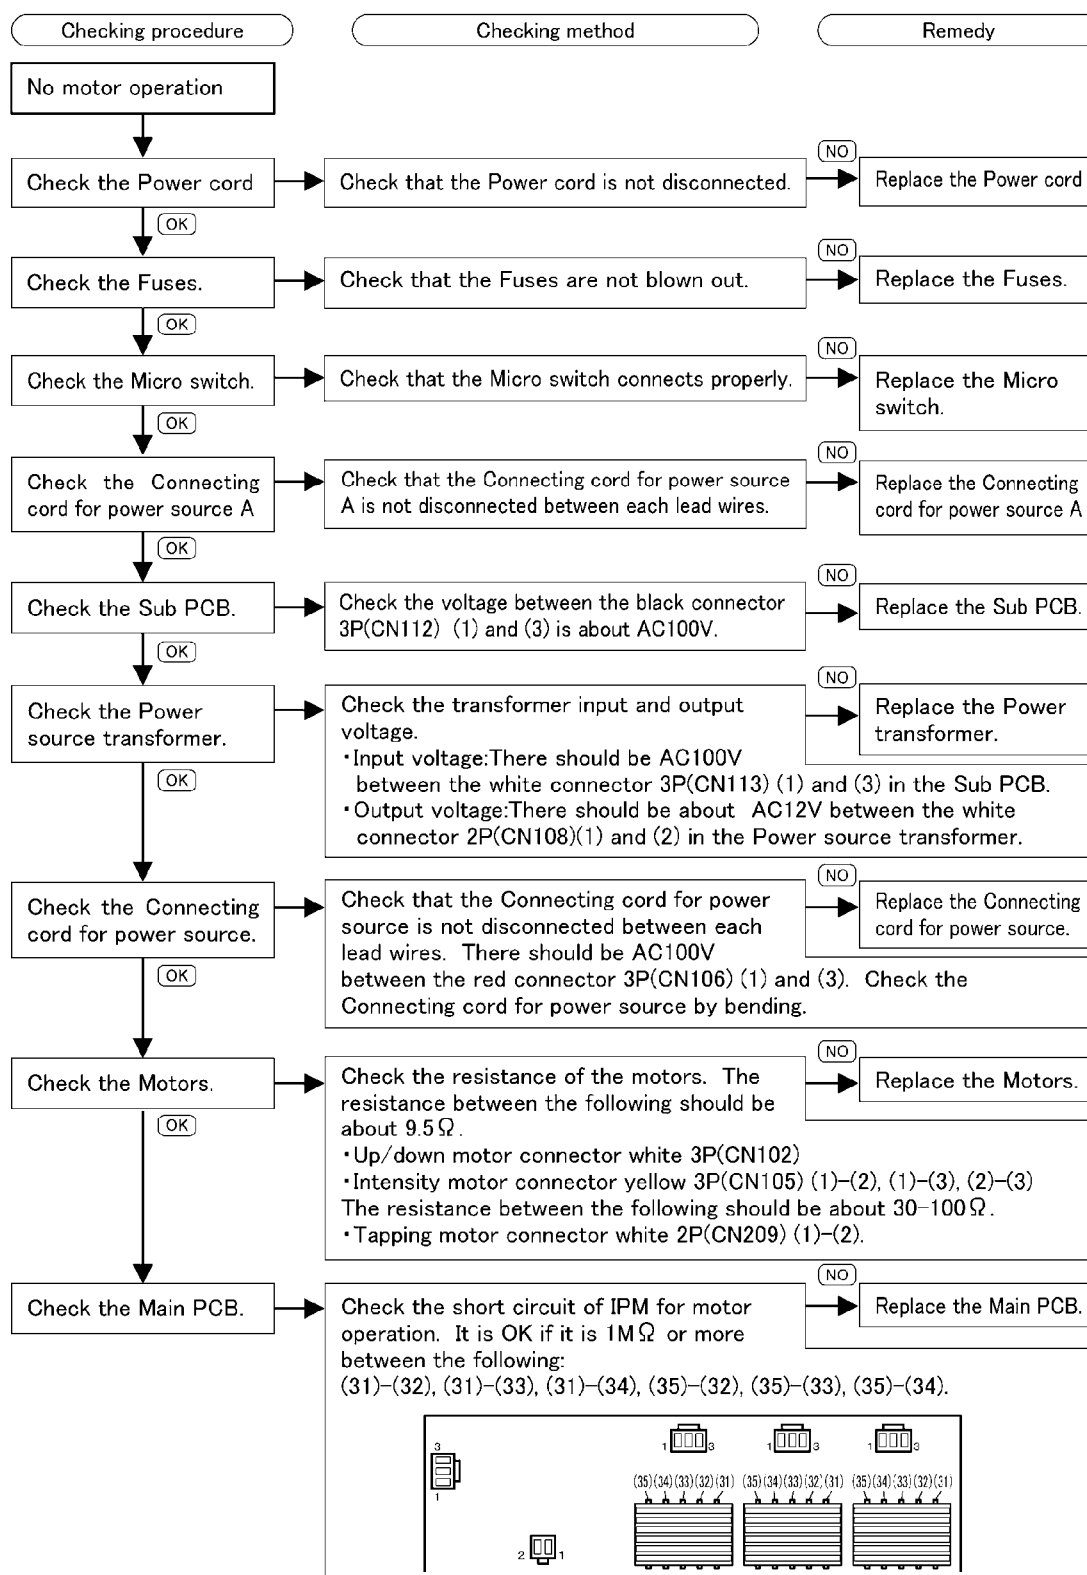 Checking procedure
Checking method
Remedy
No motor operation
Check the Power cord
Check that the Power cord is not disconnected.
NO
Replace the Power cord
OK
Check the Fuses.
Check that the Fuses are not blown out.
NO
Replace the Fuses.
OK
Check the Micro switch.
Check that the Micro switch connects properly.
NO
Replace the Micro
switch.
OK
Check the Connecting
cord for power source A
Check that the Connecting cord for power source
A is not disconnected between each lead wires.
NO
Replace the Connecting
cord for power source A
OK
Check the Sub PCB.
Check the voltage between the black connector
3P(CN112) (1) and (3) is about AC100V.
NO
Replace the Sub PCB.
OK
Check the Power
source transformer.
Check the transformer input and output
voltage.
・Input voltage:There should be AC100V
between the white connector 3P(CN113) (1) and (3) in the Sub PCB.
・Output voltage:There should be about AC12V between the white
connector 2P(CN108)(1) and (2) in the Power source transformer.
NO
Replace the Power
transformer.
OK
Check the Connecting
cord for power source.
Check that the Connecting cord for power
source is not disconnected between each
lead wires. There should be AC100V
between the red connector 3P(CN106) (1) and (3). Check the
Connecting cord for power source by bending.
NO
Replace the Connecting
cord for power source.
OK
Check the Motors.
Check the resistance of the motors. The
resistance between the following should be
about 9.5Ω.
・Up/down motor connector white 3P(CN102)
・Intensity motor connector yellow 3P(CN105) (1)-(2), (1)-(3), (2)-(3)
The resistance between the following should be about 30-100Ω.
・Tapping motor connector white 2P(CN209) (1)-(2).
NO
Replace the Motors.
OK
Check the Main PCB.
Check the short circuit of IPM for motor
operation. It is OK if it is 1MΩ or more
between the following:
(31)-(32), (31)-(33), (31)-(34), (35)-(32), (35)-(33), (35)-(34).
NO
Replace the Main PCB.
3
1
1 3
1 3
1 3
(35)(34)(33)(32)(31)
(35)(34)(33)(32)(31)
(35)(34)(33)(32)(31)
2 1